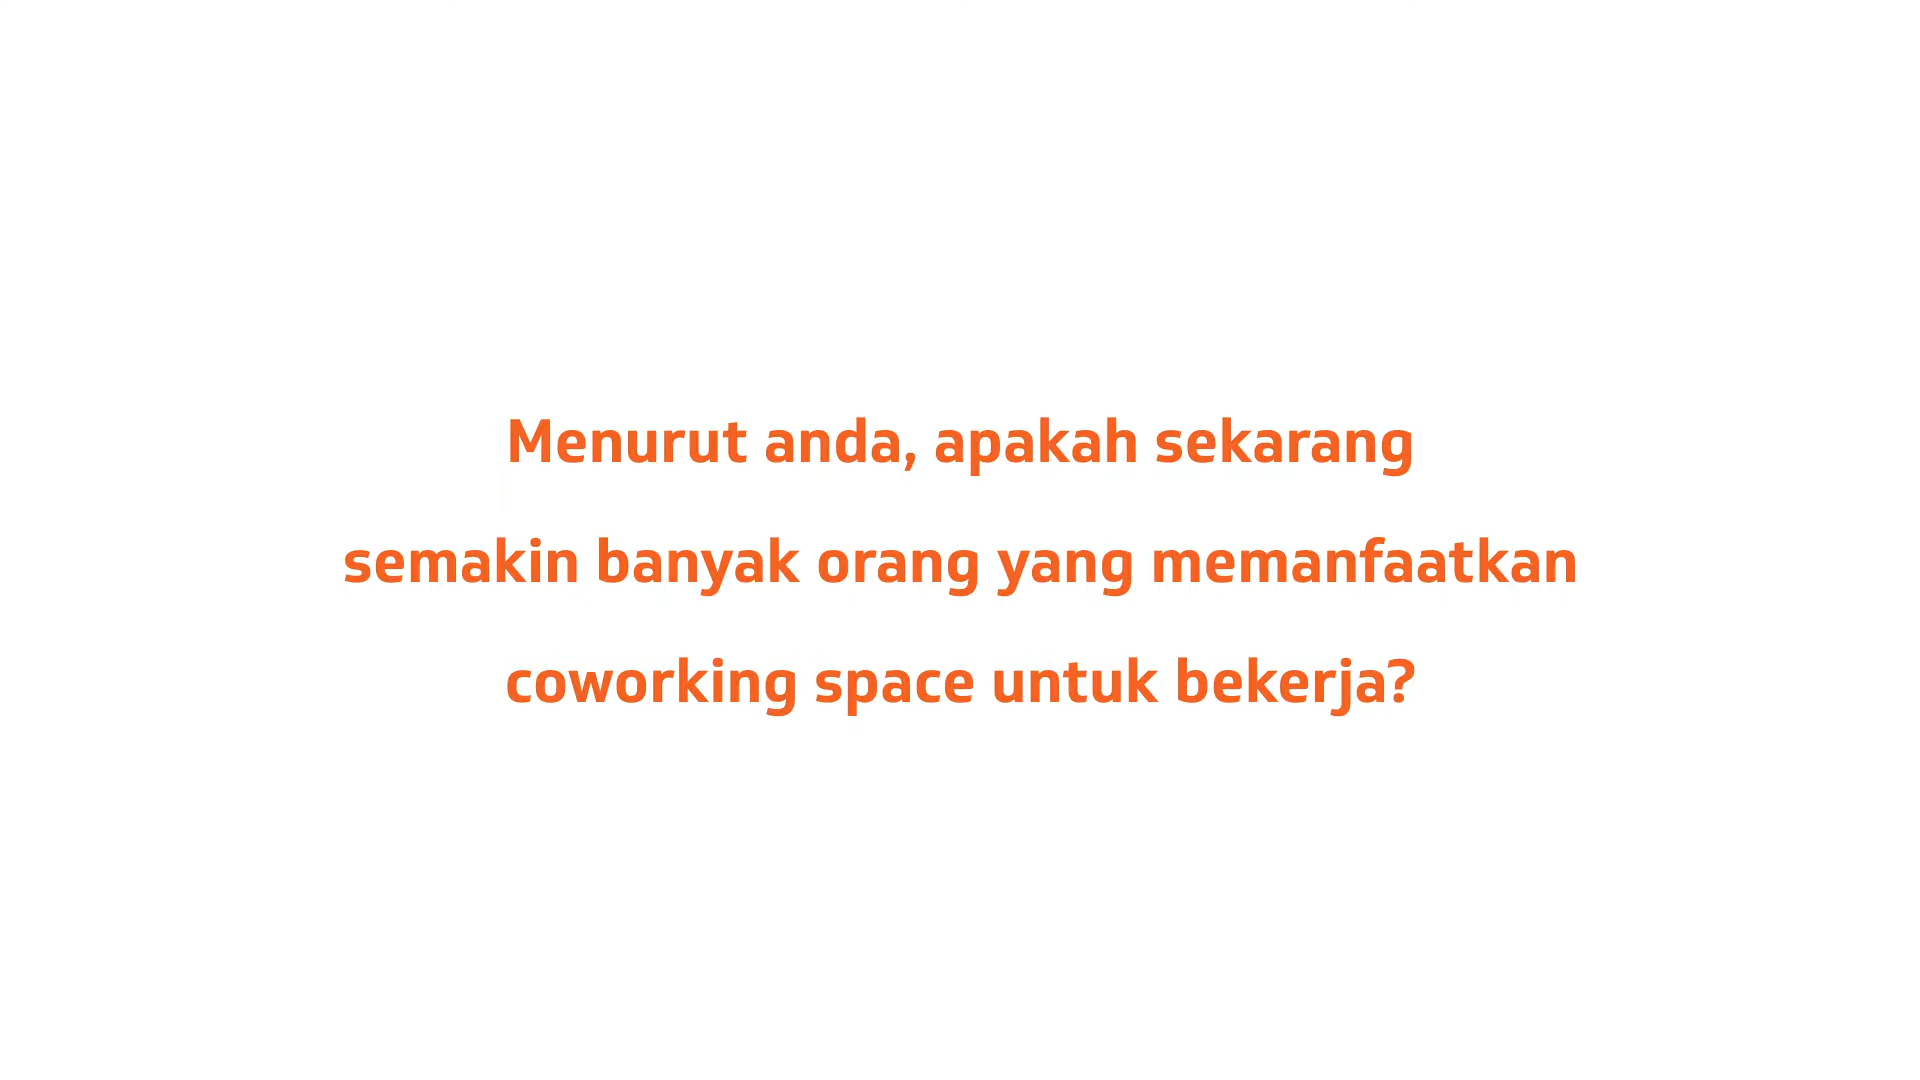 Menurut anda, apakah sekarang
semakin banyak orang yang memanfaatkan
coworking space untuk bekerja?